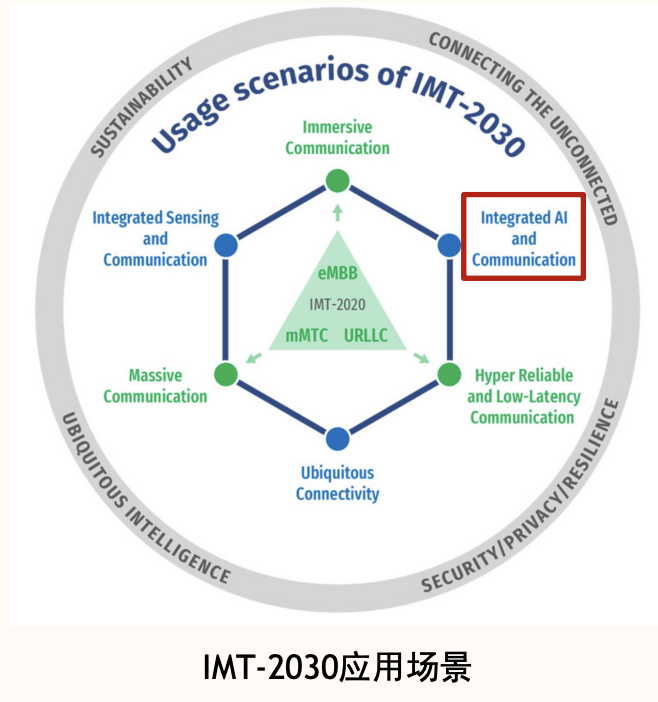 SUSTAINABILITY
CONNECTING THE UNCONNECTED
Usage scenarios of IMT-2030
Immersive
Communication
Integrated Sensing
and
Communication
Integrated AI
and
Communication
eMBB
IMT-2020
mMTC URLLC
Massive
Communication
Hyper Reliable
and Low-Latency
Communication
Ubiquitous
Connectivity
UBIQUITOUS INTELLIGENCE
SECURITY/PRIVACY/RESILIENCE
IMT-2030应用场景